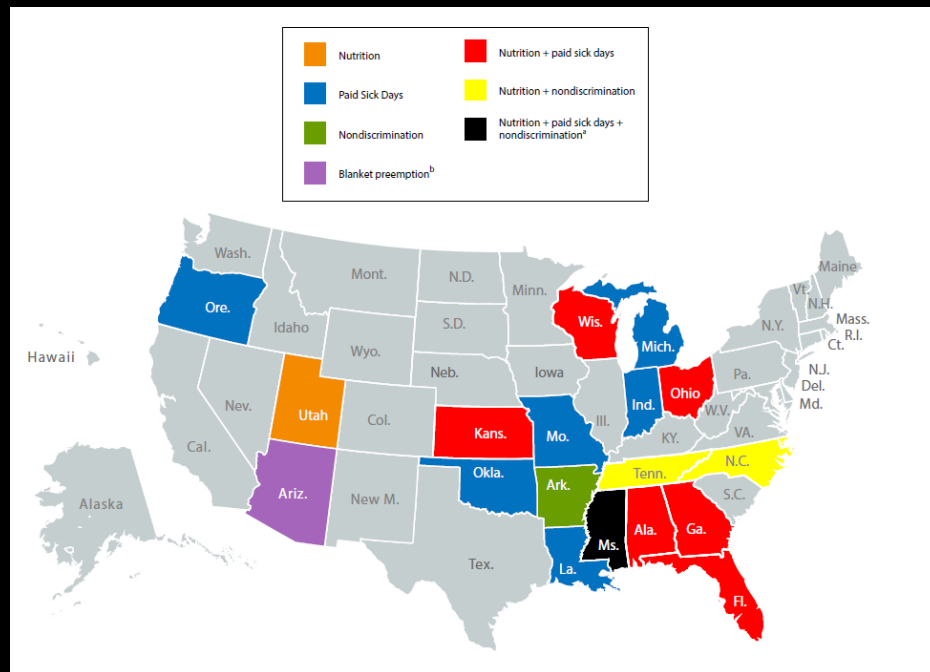 Nutrition
Nutrition + paid sick days
Paid Sick Days
Nutrition + nondiscrimination
Nondiscrimination
Nutrition + paid sick days +
nondiscriminationᵃ
Blanket preemptionᵇ
Wash.
Mont.
N.D.
Minn.
Maine
Vt.
N.H.
Ore.
Idaho
S.D.
Wis.
Mich.
N.Y.
Mass.
R.I.
Ct.
Hawaii
Wyo.
Neb.
Iowa
Pa.
N.J.
Del.
Md.
Nev.
Utah
Col.
Kans.
Mo.
Ill.
Ind.
Ohio
W.V.
VA.
KY.
Cal.
Ariz.
New M.
Okla.
Ark.
Tenn.
N.C.
S.C.
Alaska
Tex.
La.
Ms.
Ala.
Ga.
Fl.